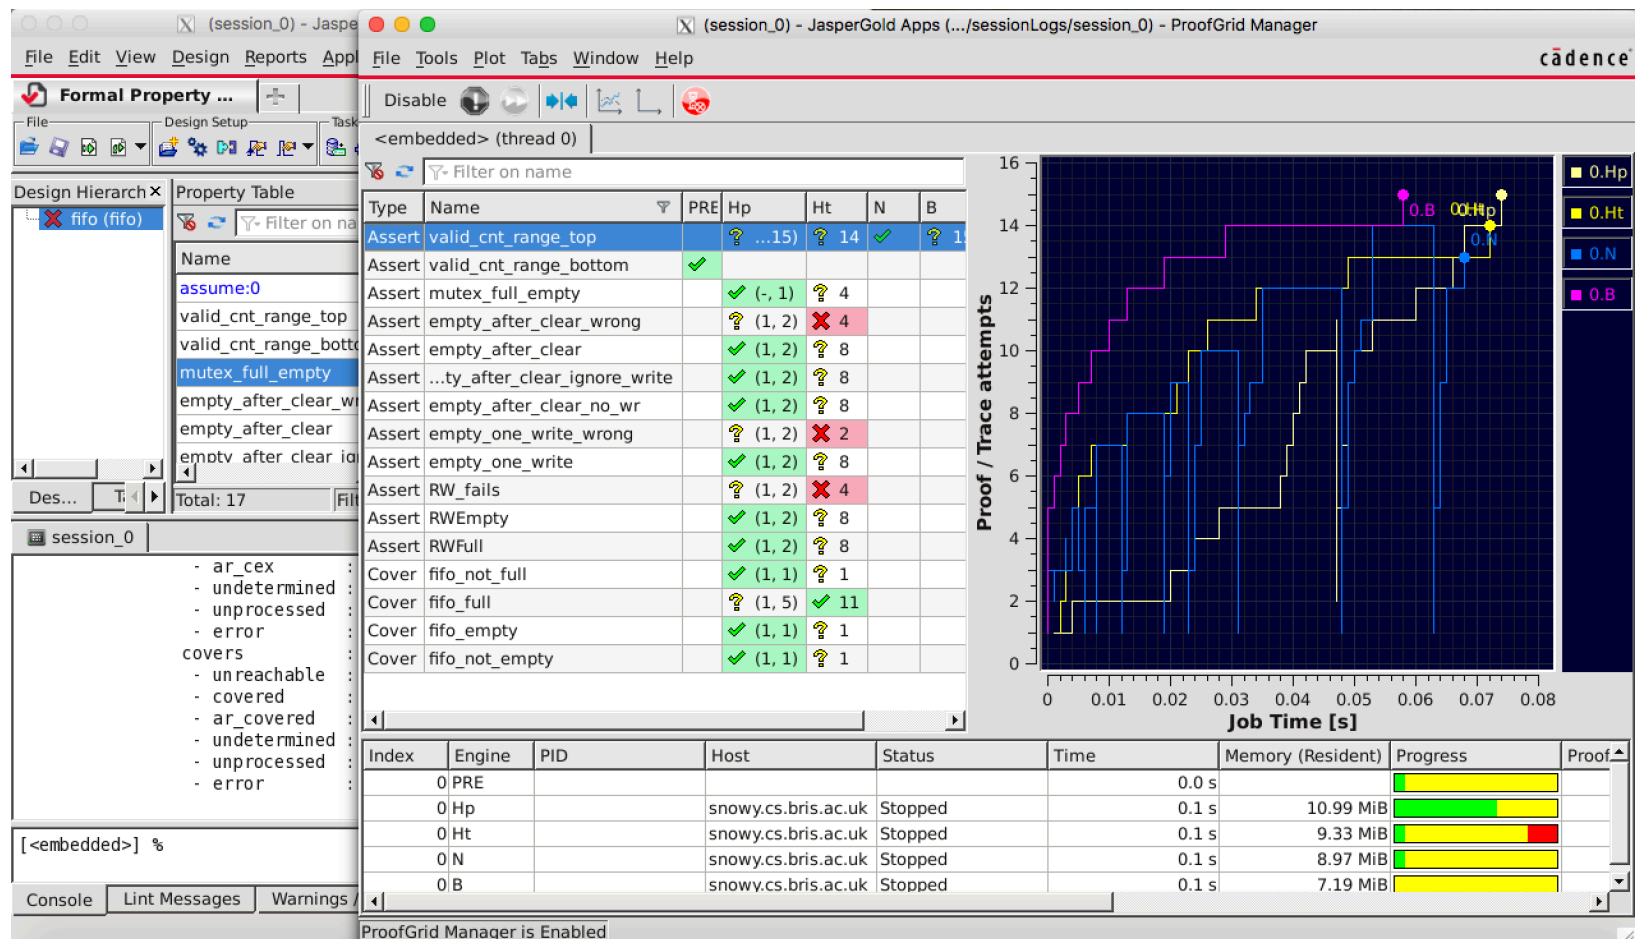 (session_0) - Jaspe
File Edit View Design Reports Appl
Formal Property ...
File
Design Setup
Task
Design Hierarch
fifo (fifo)
Des...
Property Table
Filter on na
Name
assume:0
valid_cnt_range_top
valid_cnt_range_botto
mutex_full_empty
empty_after_clear_wr
empty_after_clear
empty_after_clear_ign
Total: 17
Filt
session_0
- ar_cex :
- undetermined :
- unprocessed :
- error :
covers :
- unreachable :
- covered :
- ar_covered :
- undetermined :
- unprocessed :
- error :
[<embedded>] %
Console
Lint Messages
Warnings /
(session_0) - JasperGold Apps (.../sessionLogs/session_0) - ProofGrid Manager
File Tools Plot Tabs Window Help
cādence
Disable
<embedded> (thread 0)
Filter on name
Type Name PRE Hp Ht N B
Assert valid_cnt_range_top ...15) 14 15
Assert valid_cnt_range_bottom
Assert mutex_full_empty (-, 1) 4
Assert empty_after_clear_wrong (1, 2) 4
Assert empty_after_clear (1, 2) 8
Assert ...ty_after_clear_ignore_write (1, 2) 8
Assert empty_after_clear_no_wr (1, 2) 8
Assert empty_one_write_wrong (1, 2) 2
Assert empty_one_write (1, 2) 8
Assert RW_fails (1, 2) 4
Assert RWEmpty (1, 2) 8
Assert RWFull (1, 2) 8
Cover fifo_not_full (1, 1) 1
Cover fifo_full (1, 5) 11
Cover fifo_empty (1, 1) 1
Cover fifo_not_empty (1, 1) 1
Proof / Trace attempts
16
14
12
10
8
6
4
2
0
0.B
0.Ht
0.Hp
0.N
0 0.01 0.02 0.03 0.04 0.05 0.06 0.07 0.08
Job Time [s]
0.Hp
0.Ht
0.N
0.B
Index Engine PID Host Status Time Memory (Resident) Progress Proof
0 PRE 0.0 s
0 Hp snowy.cs.bris.ac.uk Stopped 0.1 s 10.99 MiB
0 Ht snowy.cs.bris.ac.uk Stopped 0.1 s 9.33 MiB
0 N snowy.cs.bris.ac.uk Stopped 0.1 s 8.97 MiB
0 B snowy.cs.bris.ac.uk Stopped 0.1 s 7.19 MiB
ProofGrid Manager is Enabled